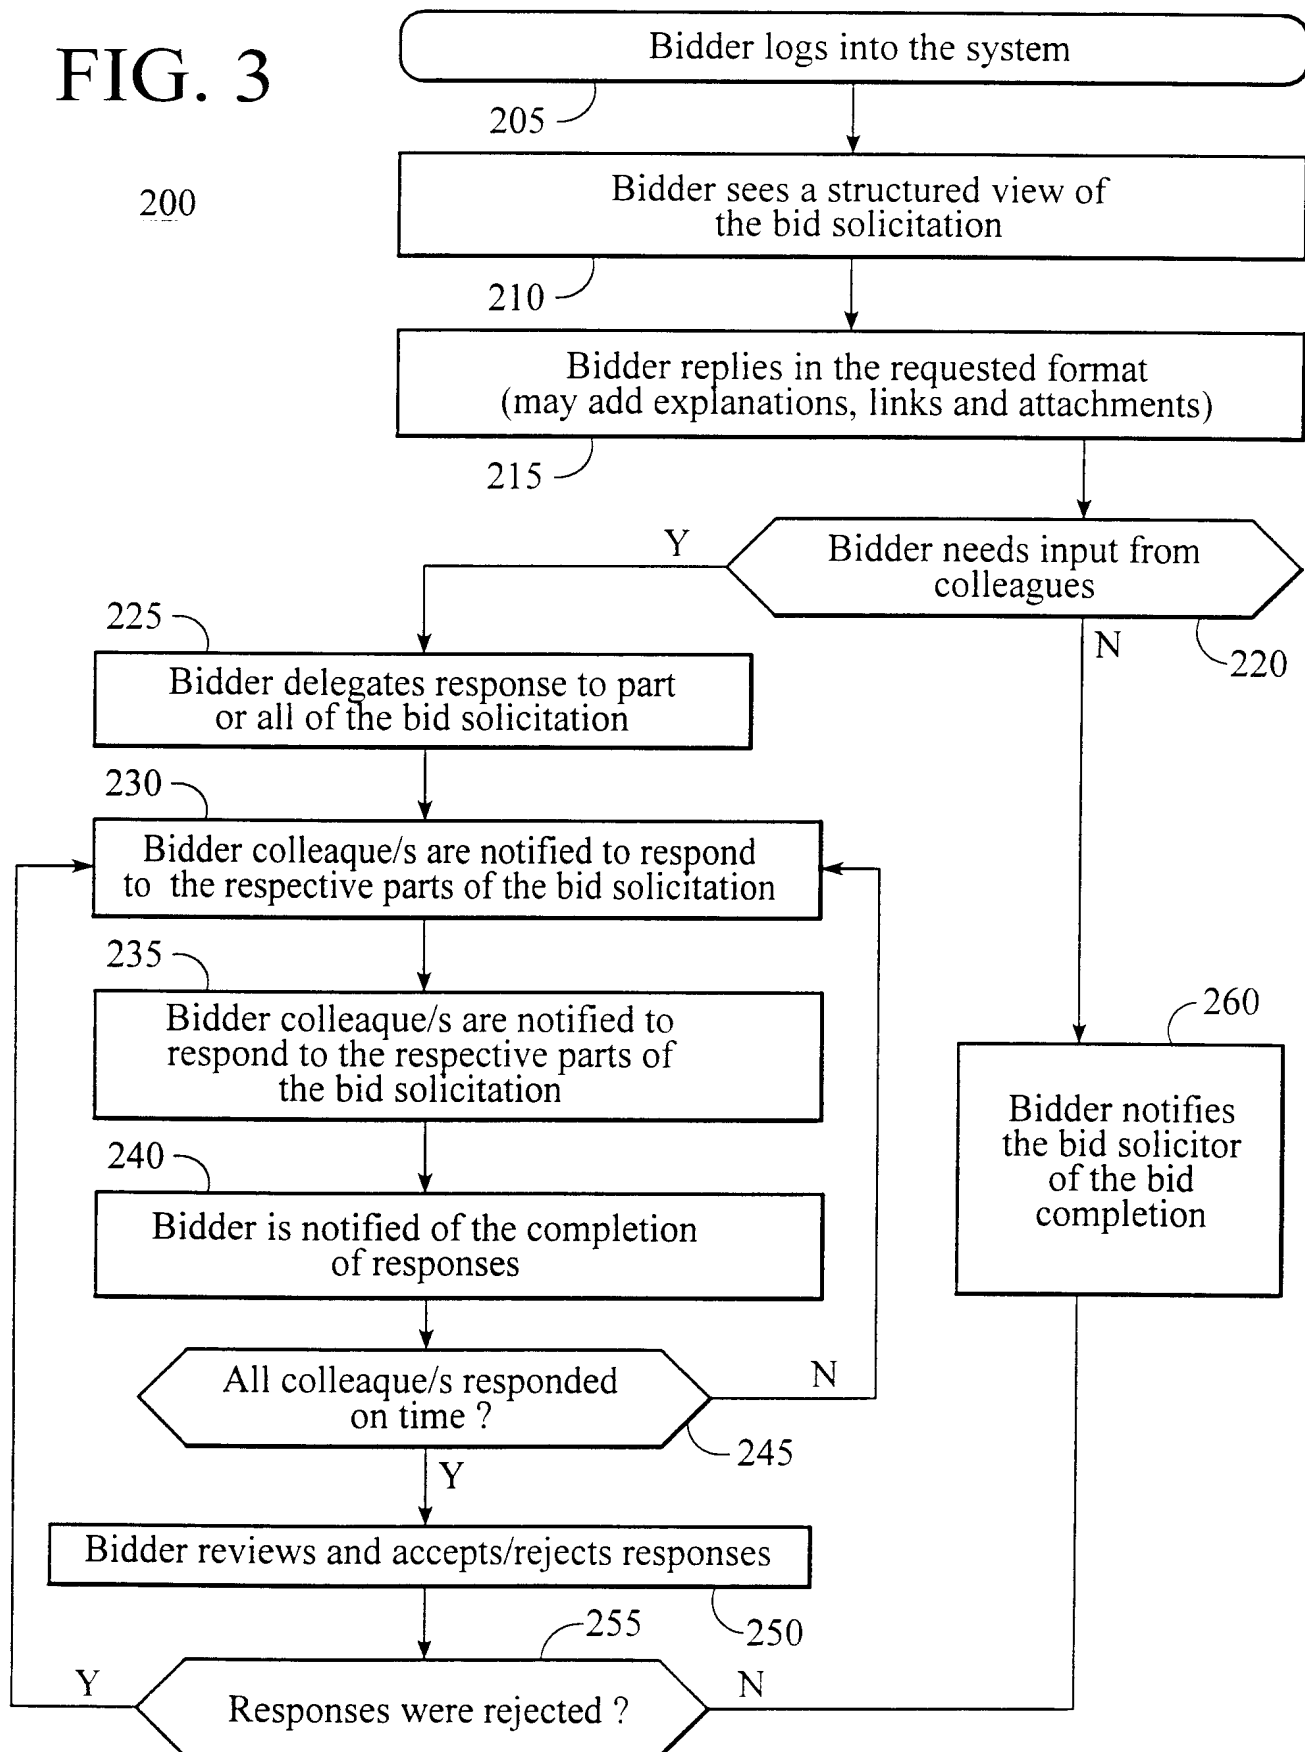 FIG. 3
200
Bidder logs into the system
205
Bidder sees a structured view of
the bid solicitation
210
Bidder replies in the requested format
(may add explanations, links and attachments)
215
Bidder needs input from
colleagues
Y
N
220
225
Bidder delegates response to part
or all of the bid solicitation
230
Bidder colleaque/s are notified to respond
to the respective parts of the bid solicitation
235
Bidder colleaque/s are notified to
respond to the respective parts of
the bid solicitation
240
Bidder is notified of the completion
of responses
All colleaque/s responded
on time ?
N
245
Y
Bidder reviews and accepts/rejects responses
250
255
Responses were rejected ?
Y
N
260
Bidder notifies
the bid solicitor
of the bid
completion